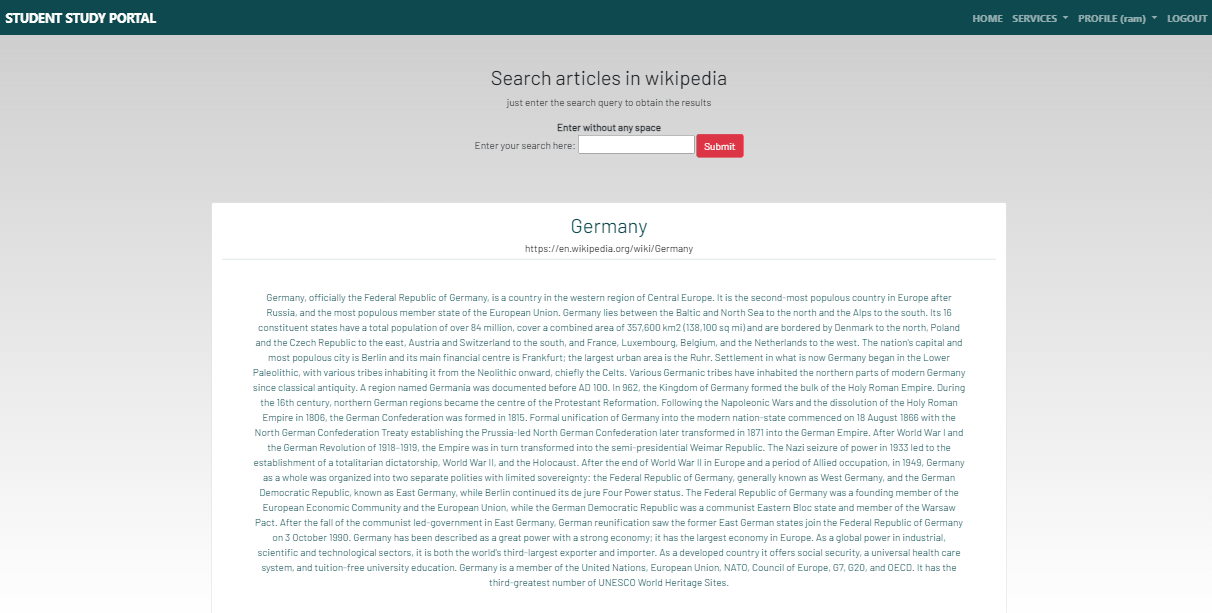 STUDENT STUDY PORTAL
HOME SERVICES PROFILE (ram) LOGOUT
Search articles in wikipedia
just enter the search query to obtain the results
Enter without any space
Enter your search here: Submit
Germany
https://en.wikipedia.org/wiki/Germany
Germany, officially the Federal Republic of Germany, is a country in the western region of Central Europe. It is the second-most populous country in Europe after
Russia, and the most populous member state of the European Union. Germany lies between the Baltic and North Sea to the north and the Alps to the south. Its 16
constituent states have a total population of over 84 million, cover a combined area of 357,600 km2 (138,100 sq mi) and are bordered by Denmark to the north, Poland
and the Czech Republic to the east, Austria and Switzerland to the south, and France, Luxembourg, Belgium, and the Netherlands to the west. The nation's capital and
most populous city is Berlin and its main financial centre is Frankfurt; the largest urban area is the Ruhr. Settlement in what is now Germany began in the Lower
Paleolithic, with various tribes inhabiting it from the Neolithic onward, chiefly the Celts. Various Germanic tribes have inhabited the northern parts of modern Germany
since classical antiquity. A region named Germania was documented before AD 100. In 962, the Kingdom of Germany formed the bulk of the Holy Roman Empire. During
the 16th century, northern German regions became the centre of the Protestant Reformation. Following the Napoleonic Wars and the dissolution of the Holy Roman
Empire in 1806, the German Confederation was formed in 1815. Formal unification of Germany into the modern nation-state commenced on 18 August 1866 with the
North German Confederation Treaty establishing the Prussia-led North German Confederation later transformed in 1871 into the German Empire. After World War I and
the German Revolution of 1918–1919, the Empire was in turn transformed into the semi-presidential Weimar Republic. The Nazi seizure of power in 1933 led to the
establishment of a totalitarian dictatorship, World War II, and the Holocaust. After the end of World War II in Europe and a period of Allied occupation, in 1949, Germany
as a whole was organized into two separate polities with limited sovereignty: the Federal Republic of Germany, generally known as West Germany, and the German
Democratic Republic, known as East Germany, while Berlin continued its de jure Four Power status. The Federal Republic of Germany was a founding member of the
European Economic Community and the European Union, while the German Democratic Republic was a communist Eastern Bloc state and member of the Warsaw
Pact. After the fall of the communist led-government in East Germany, German reunification saw the former East German states join the Federal Republic of Germany
on 3 October 1990. Germany has been described as a great power with a strong economy; it has the largest economy in Europe. As a global power in industrial,
scientific and technological sectors, it is both the world's third-largest exporter and importer. As a developed country it offers social security, a universal health care
system, and tuition-free university education. Germany is a member of the United Nations, European Union, NATO, Council of Europe, G7, G20, and OECD. It has the
third-greatest number of UNESCO World Heritage Sites.